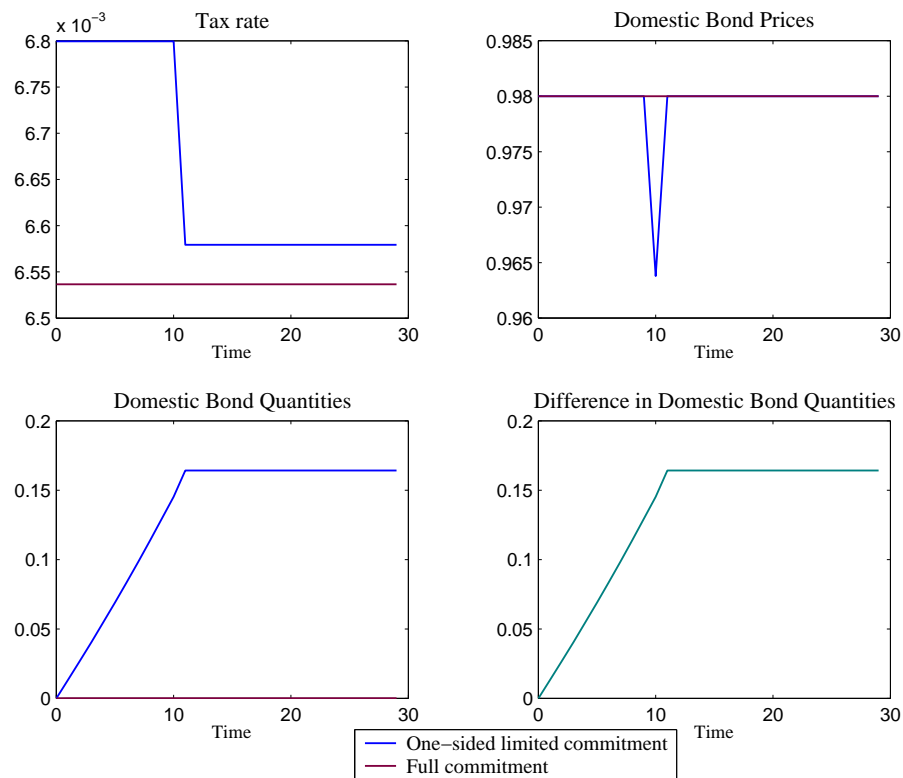 Tax rate
x 10⁻³
6.8
6.75
6.7
6.65
6.6
6.55
6.5
0 10 20 30
Time
Domestic Bond Prices
0.985
0.98
0.975
0.97
0.965
0.96
0 10 20 30
Time
Domestic Bond Quantities
0.2
0.15
0.1
0.05
0
0 10 20 30
Time
Difference in Domestic Bond Quantities
0.2
0.15
0.1
0.05
0
0 10 20 30
Time
One−sided limited commitment
Full commitment